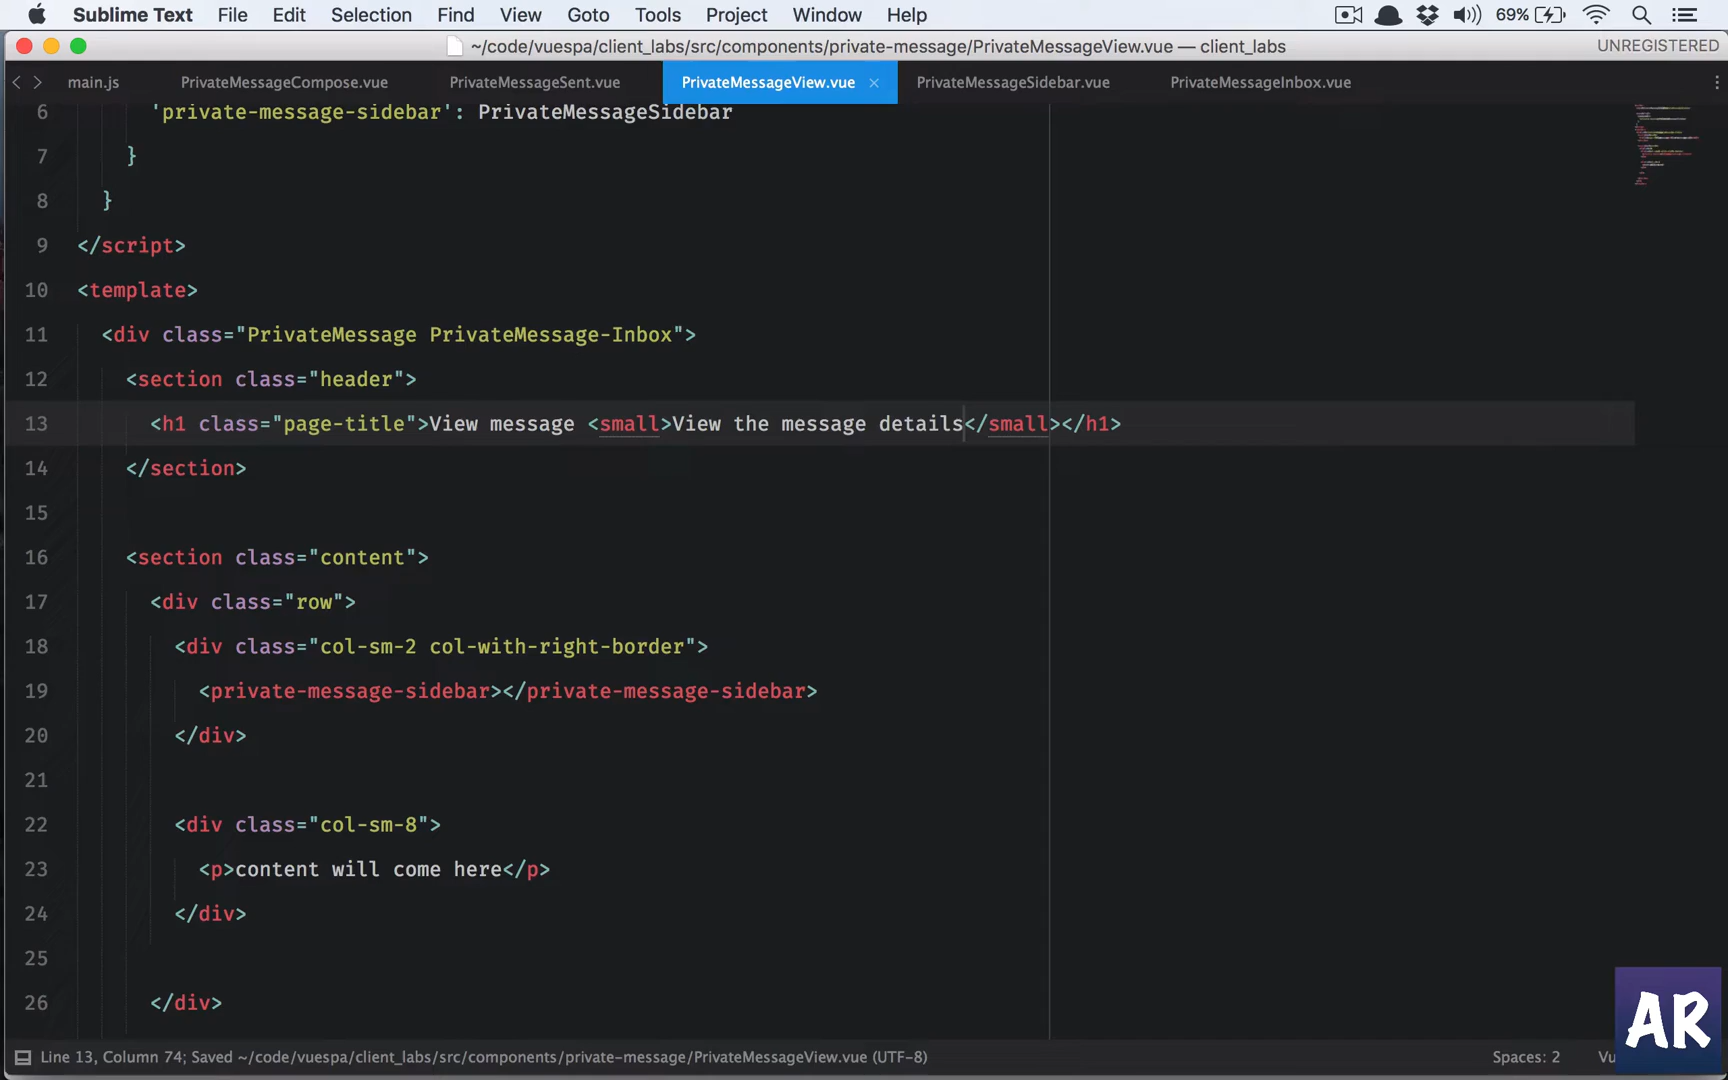 Sublime Text File Edit Selection Find View Goto Tools Project Window Help 69%
~/code/vuespa/client_labs/src/components/private-message/PrivateMessageView.vue — client_labs UNREGISTERED
main.js PrivateMessageCompose.vue PrivateMessageSent.vue PrivateMessageView.vue × PrivateMessageSidebar.vue PrivateMessageInbox.vue
6 'private-message-sidebar': PrivateMessageSidebar
7 }
8 }
9 </script>
10 <template>
11 <div class="PrivateMessage PrivateMessage-Inbox">
12 <section class="header">
13 <h1 class="page-title">View message <small>View the message details</small></h1>
14 </section>
15
16 <section class="content">
17 <div class="row">
18 <div class="col-sm-2 col-with-right-border">
19 <private-message-sidebar></private-message-sidebar>
20 </div>
21
22 <div class="col-sm-8">
23 <p>content will come here</p>
24 </div>
25
26 </div>
Line 13, Column 74; Saved ~/code/vuespa/client_labs/src/components/private-message/PrivateMessageView.vue (UTF-8) Spaces: 2
AR